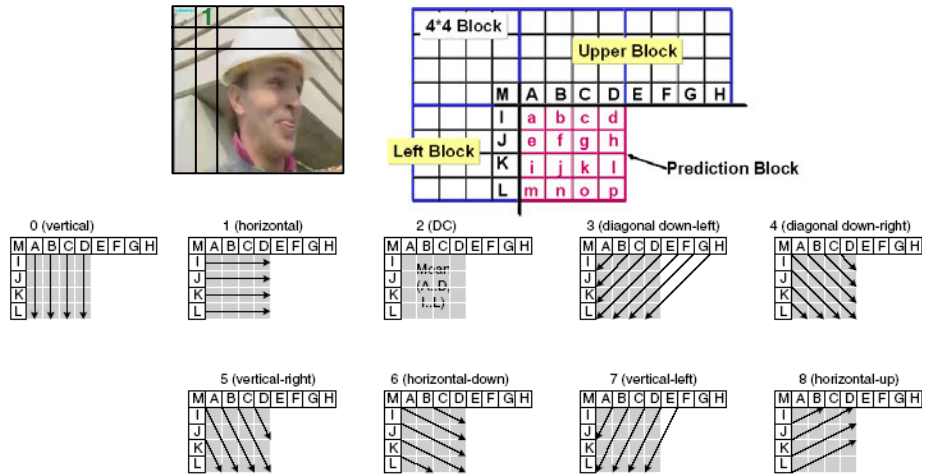 1
4*4 Block
Upper Block
M A B C D E F G H
I a b c d
J e f g h
Left Block
K i j k l
Prediction Block
L m n o p
0 (vertical)
M A B C D E F G H
I
J
K
L
1 (horizontal)
M A B C D E F G H
I
J
K
L
2 (DC)
M A B C D E F G H
I
J
K
L
Mean
(A..D,
I..L)
3 (diagonal down-left)
M A B C D E F G H
I
J
K
L
4 (diagonal down-right)
M A B C D E F G H
I
J
K
L
5 (vertical-right)
M A B C D E F G H
I
J
K
L
6 (horizontal-down)
M A B C D E F G H
I
J
K
L
7 (vertical-left)
M A B C D E F G H
I
J
K
L
8 (horizontal-up)
M A B C D E F G H
I
J
K
L